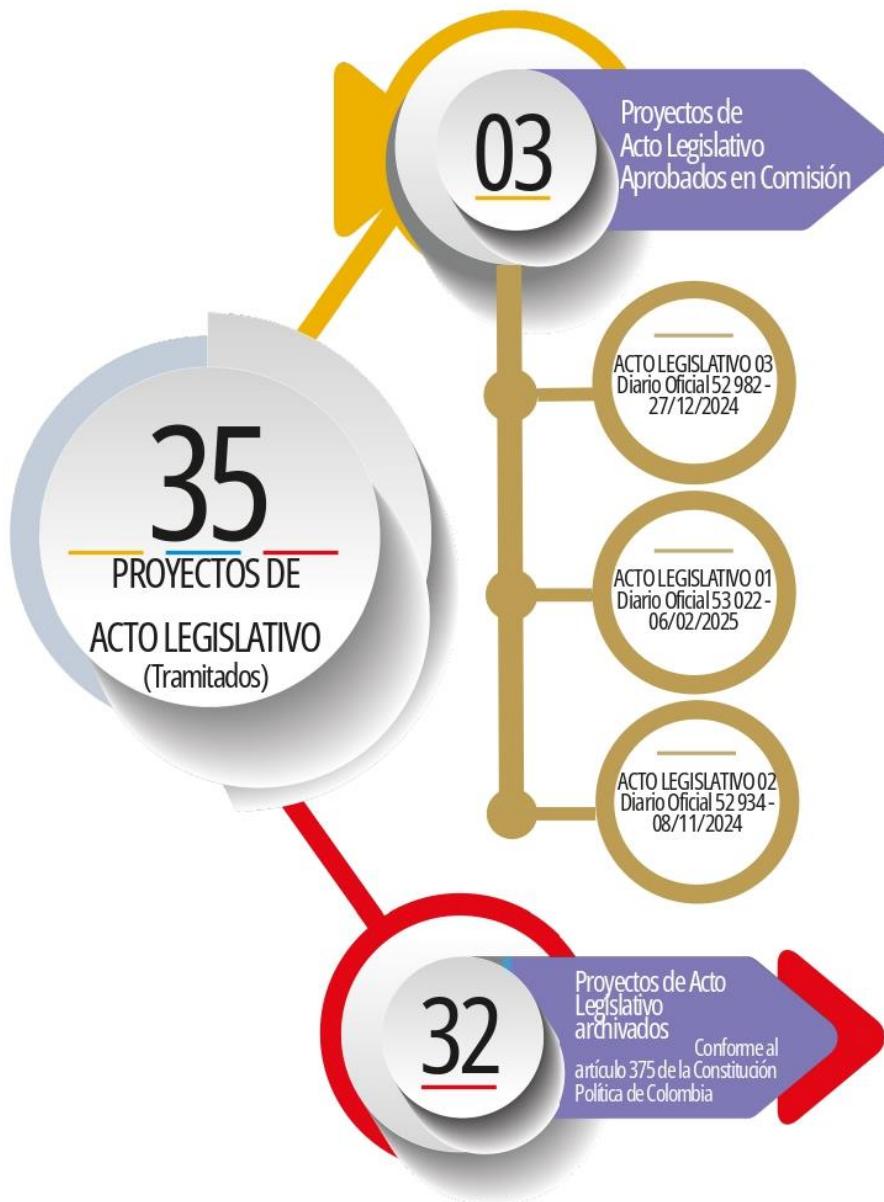 03
Proyectos de
Acto Legislativo
Aprobados en Comisión
ACTO LEGISLATIVO 03
Diario Oficial 52 982 -
27/12/2024
35
PROYECTOS DE
ACTO LEGISLATIVO
(Tramitados)
ACTO LEGISLATIVO 01
Diario Oficial 53 022 -
06/02/2025
ACTO LEGISLATIVO 02
Diario Oficial 52 934 -
08/11/2024
32
Proyectos de Acto
Legislativo
archivados
Conforme al
artículo 375 de la Constitución
Política de Colombia